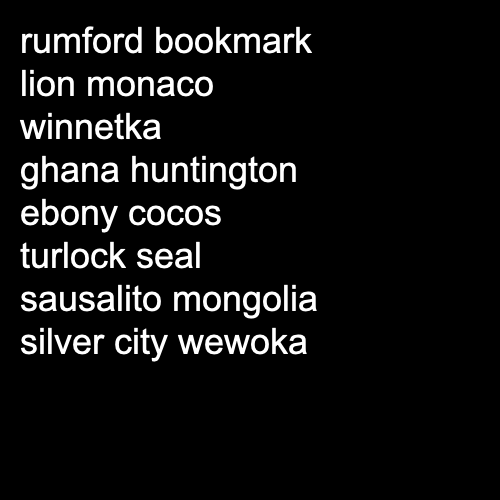 rumford bookmark
lion monaco
winnetka
ghana huntington
ebony cocos
turlock seal
sausalito mongolia
silver city wewoka